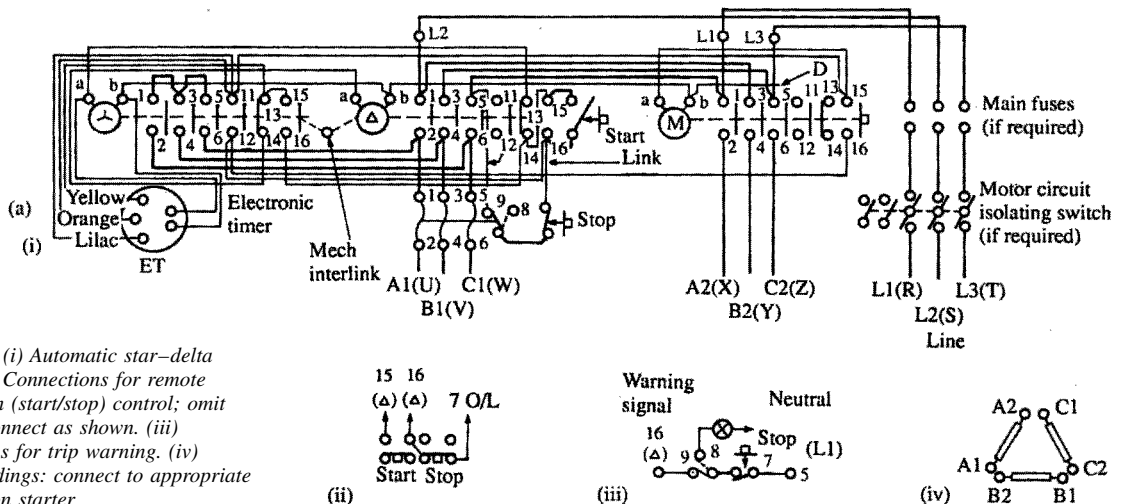 L2
L1
L3
D
a
b
1
3
5
11
15
a
b
1
3
5
11
15
a
b
1
3
5
11
13
15
13
13
M
2
4
6
12
14
16
2
4
6
12
14
16
2
4
6
12
14
16
Start
Link
Main fuses
(if required)
Yellow
Orange
Lilac
ET
Electronic
timer
(a)
(i)
Mech
interlink
1
3
5
9
8
Stop
2
4
6
Motor circuit
isolating switch
(if required)
A1(U)
C1(W)
B1(V)
A2(X)
C2(Z)
B2(Y)
L1(R)
L3(T)
L2(S)
Line
(i) Automatic star–delta
Connections for remote
n (start/stop) control; omit
nnect as shown. (iii)
s for trip warning. (iv)
dings: connect to appropriate
n starter
15
16
(Δ)
(Δ)
7 O/L
Start Stop
(ii)
Warning
signal
Neutral
16
(Δ)
9
8
Stop
(L1)
7
5
(iii)
A2
C1
A1
C2
B2
B1
(iv)